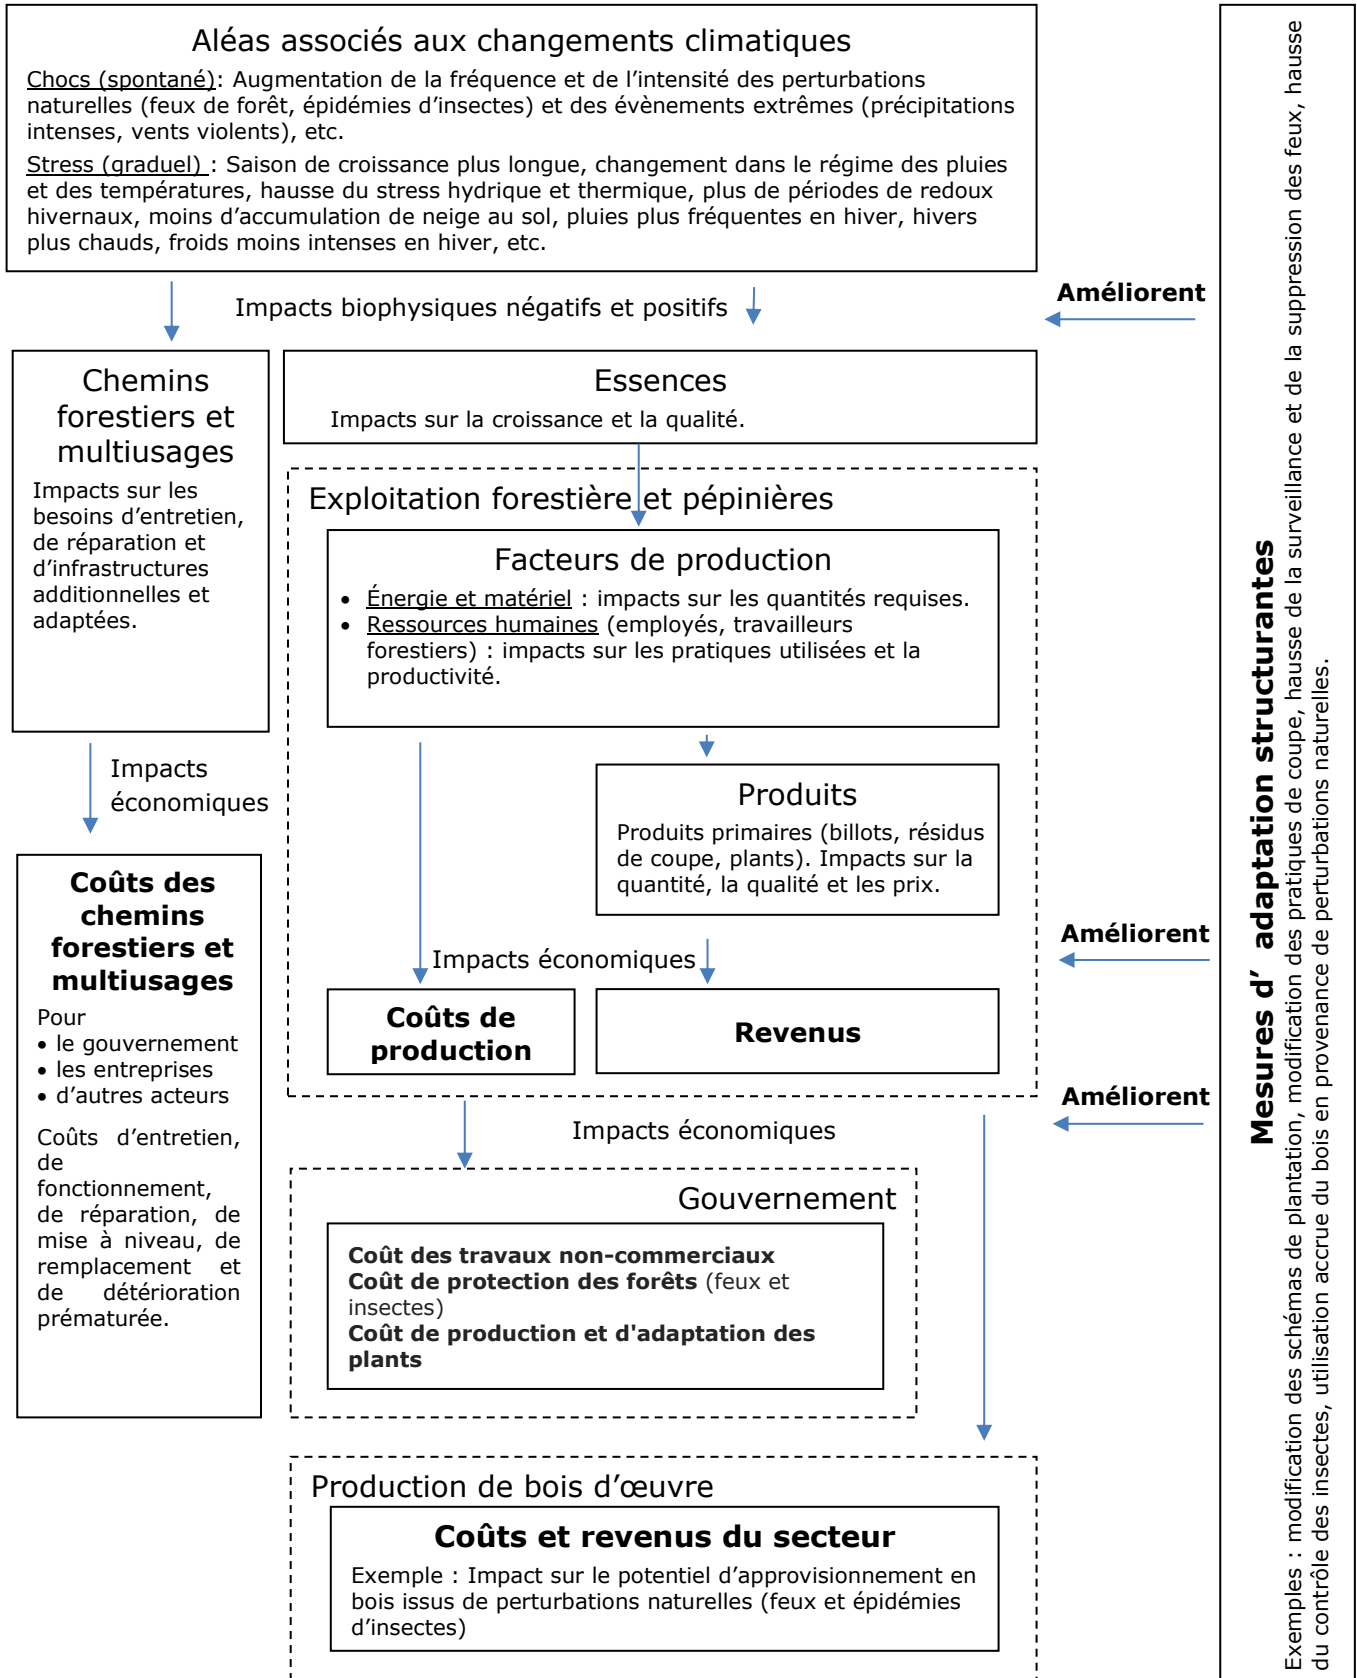 Aléas associés aux changements climatiques
Chocs (spontané): Augmentation de la fréquence et de l’intensité des perturbations
naturelles (feux de forêt, épidémies d’insectes) et des évènements extrêmes (précipitations
intenses, vents violents), etc.
Stress (graduel) : Saison de croissance plus longue, changement dans le régime des pluies
et des températures, hausse du stress hydrique et thermique, plus de périodes de redoux
hivernaux, moins d’accumulation de neige au sol, pluies plus fréquentes en hiver, hivers
plus chauds, froids moins intenses en hiver, etc.
Impacts biophysiques négatifs et positifs
Améliorent
Chemins
forestiers et
multiusages
Impacts sur les
besoins d’entretien,
de réparation et
d’infrastructures
additionnelles et
adaptées.
Essences
Impacts sur la croissance et la qualité.
Exploitation forestière et pépinières
Facteurs de production
• Énergie et matériel : impacts sur les quantités requises.
• Ressources humaines (employés, travailleurs
forestiers) : impacts sur les pratiques utilisées et la
productivité.
Impacts
économiques
Produits
Produits primaires (billots, résidus
de coupe, plants). Impacts sur la
quantité, la qualité et les prix.
Impacts économiques
Améliorent
Coûts de
production
Revenus
Coûts des
chemins
forestiers et
multiusages
Pour
• le gouvernement
• les entreprises
• d’autres acteurs
Coûts d’entretien,
de
fonctionnement,
de réparation, de
mise à niveau, de
remplacement et
de détérioration
prématurée.
Impacts économiques
Améliorent
Gouvernement
Coût des travaux non-commerciaux
Coût de protection des forêts (feux et
insectes)
Coût de production et d'adaptation des
plants
Production de bois d’œuvre
Coûts et revenus du secteur
Exemple : Impact sur le potentiel d’approvisionnement en
bois issus de perturbations naturelles (feux et épidémies
d’insectes)
Mesures d’ adaptation structurantes
Exemples : modification des schémas de plantation, modification des pratiques de coupe, hausse de la surveillance et de la suppression des feux, hausse
du contrôle des insectes, utilisation accrue du bois en provenance de perturbations naturelles.